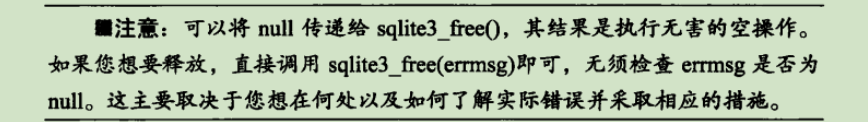 ■注意：可以将 null 传递给 sqlite3_free()，其结果是执行无害的空操作。
如果您想要释放，直接调用 sqlite3_free(errmsg)即可，无须检查 errmsg 是否为
null。这主要取决于您想在何处以及如何了解实际错误并采取相应的措施。